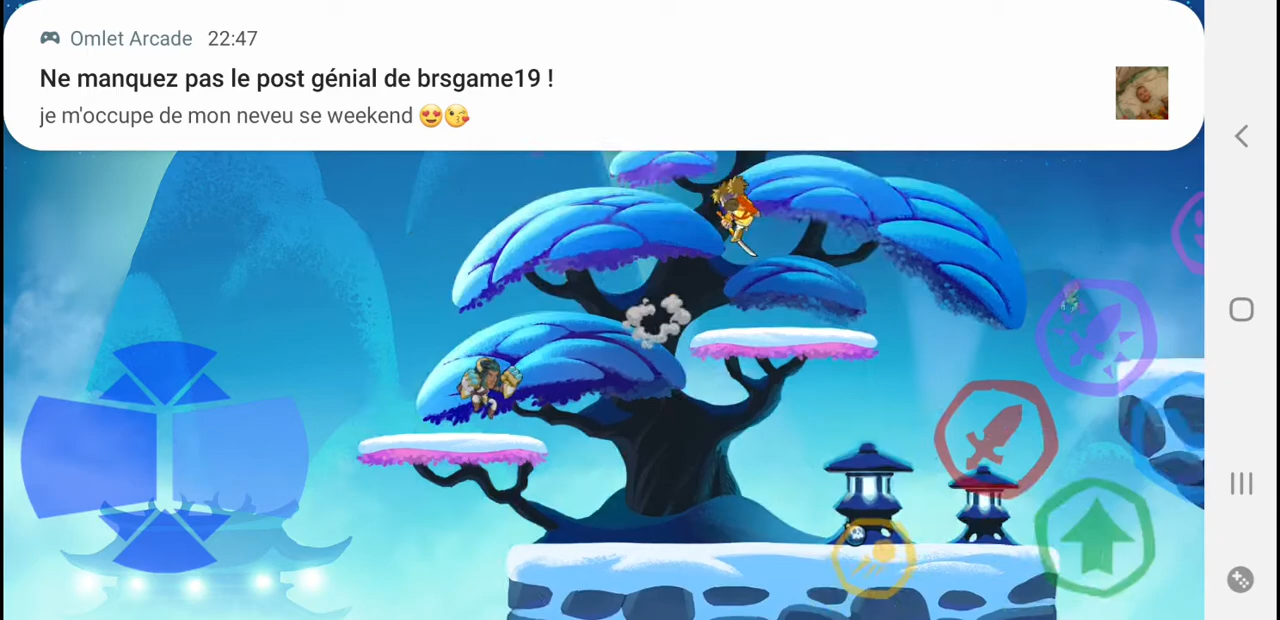 Omlet Arcade 22:47
Ne manquez pas le post génial de brsgame19 !
je m'occupe de mon neveu se weekend 😍😘